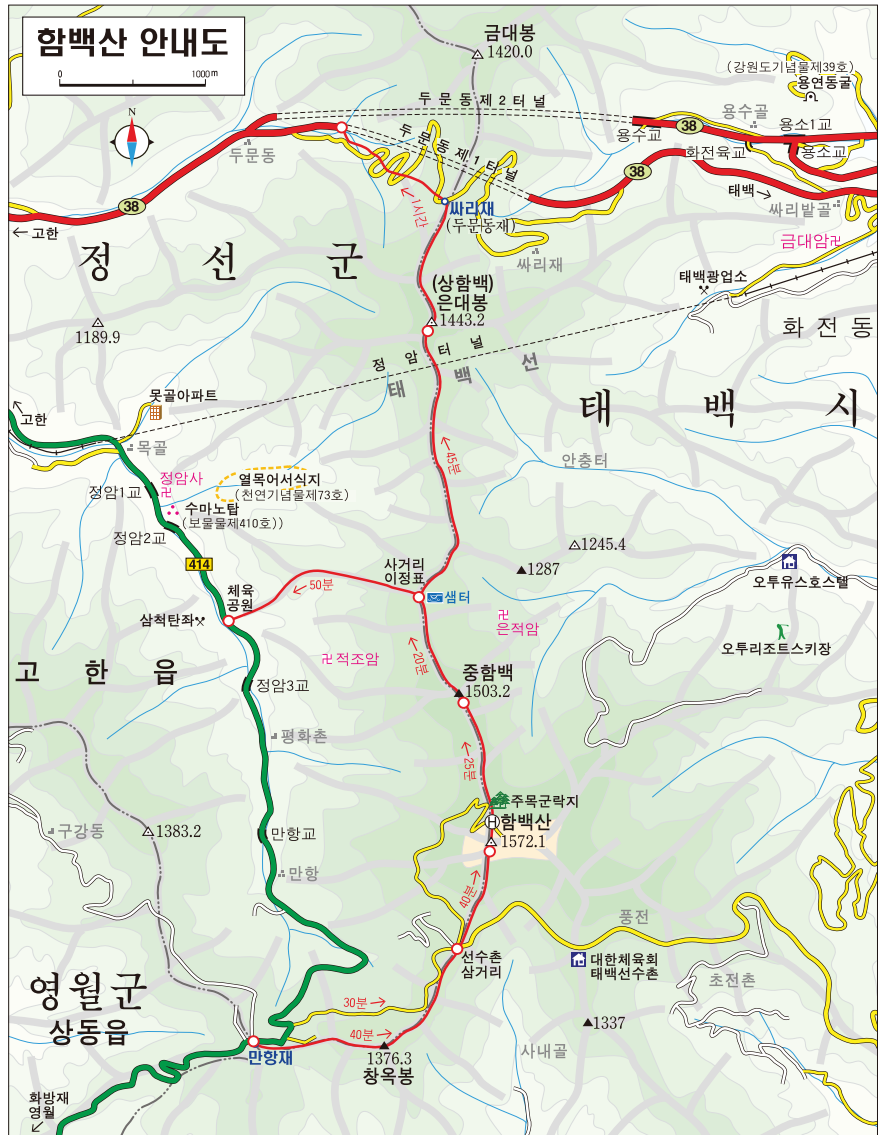 함백산 안내도
0 1000m
N
금대봉
1420.0
(강원도기념물제39호)
용연동굴
두문동제2터널
두문동제1터널
용수골
용수교
38
용소1교
화전육교
용소교
두문동
38
38
태백→
싸리밭골
←고한
싸리재
(두문동재)
←1시간
싸리재
금대암卍
정선군
(상함백)
은대봉
1443.2
태백광업소
화전동
1189.9
정암터널
태백선
고한
못골아파트
태백시
목골
←45분
안충터
정암사
卍
열목어서식지
(천연기념물제73호)
정암1교
수마노탑
(보물물제410호))
정암2교
414
사거리
이정표
1245.4
1287
오투유스호스텔
체육
공원
←50분
샘터
삼척탄좌
卍
은적암
오투리조트스키장
고한읍
卍적조암
←20분
중함백
1503.2
정암3교
평화촌
←25분
주목군락지
H
함백산
1572.1
구강동
1383.2
만항교
만항
40분→
풍전
선수촌
삼거리
대한체육회
태백선수촌
초전촌
영월군
상동읍
30분→
40분→
1337
1376.3
창옥봉
사내골
만항재
화방재
영월